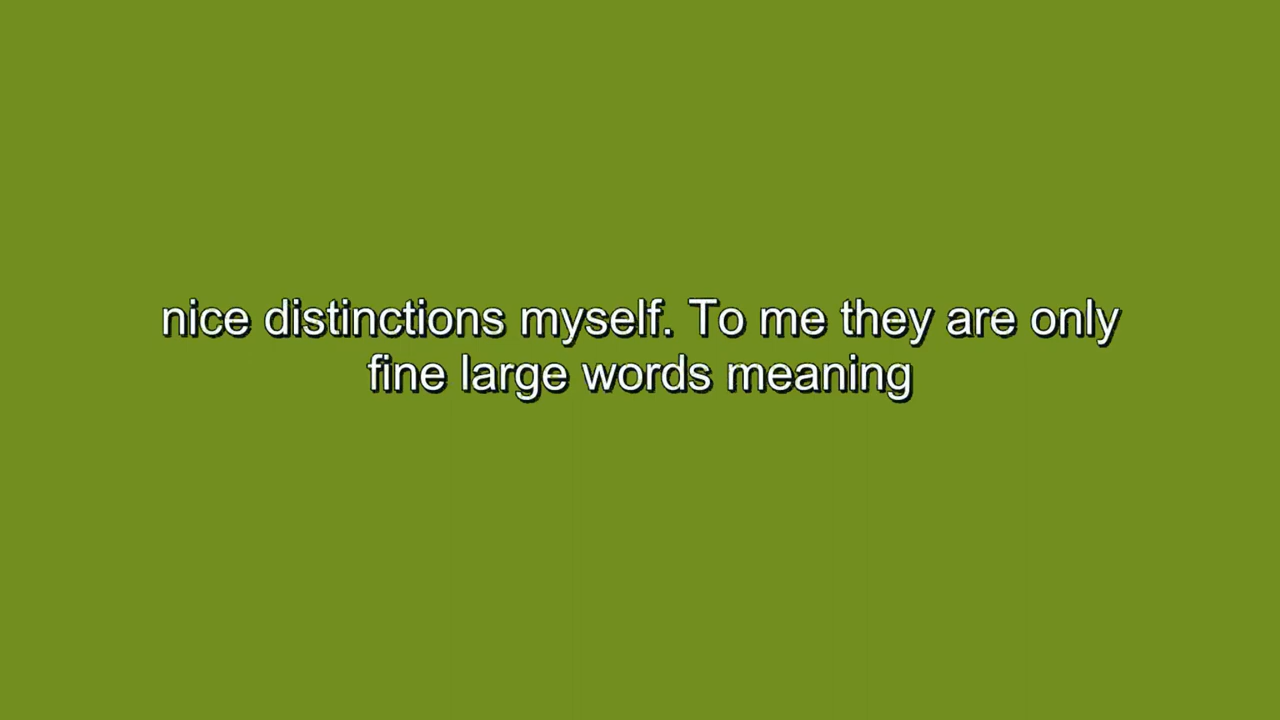 nice distinctions myself. To me they are only
fine large words meaning